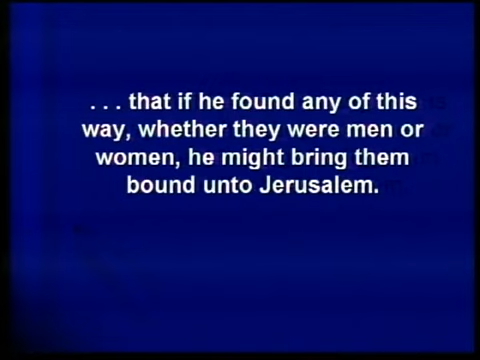 . . . that if he found any of this
way, whether they were men or
women, he might bring them
bound unto Jerusalem.